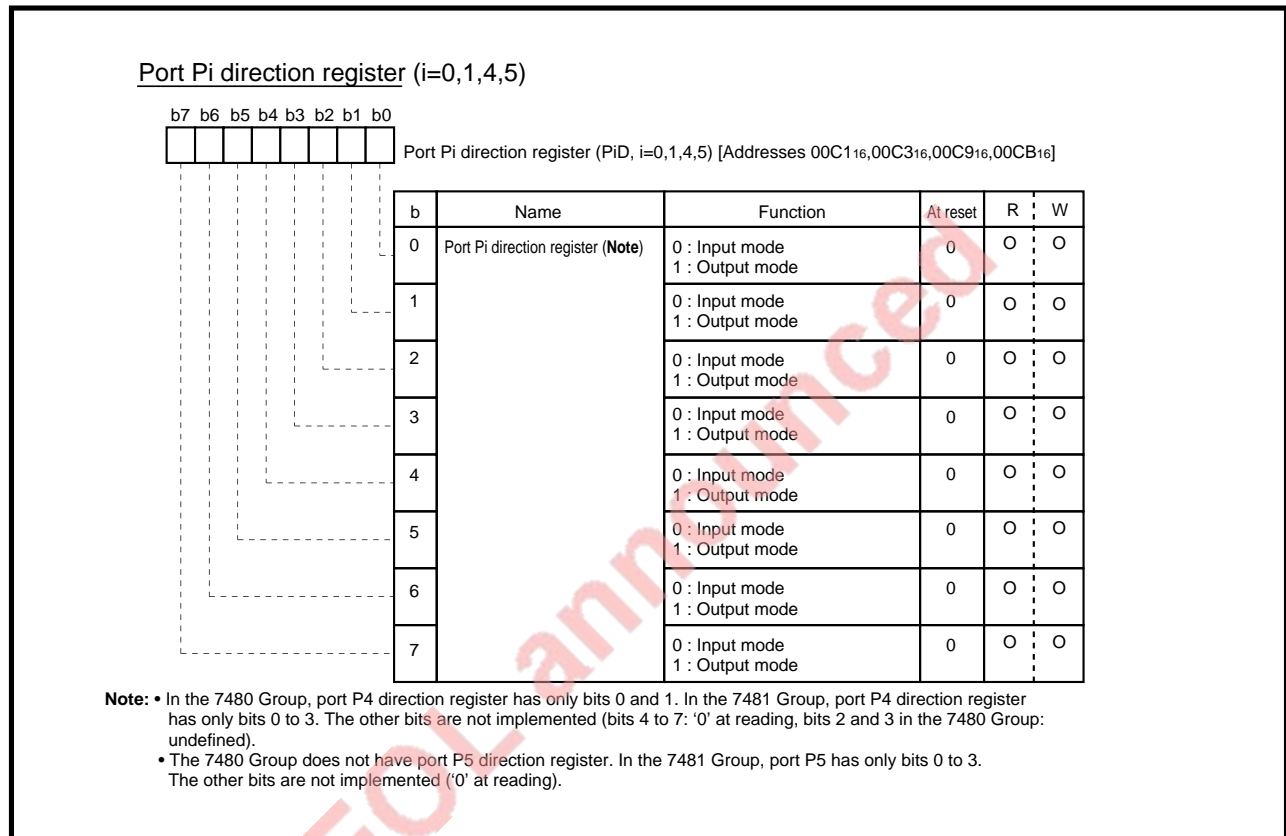 Port Pi direction register (i=0,1,4,5)
b7 b6 b5 b4 b3 b2 b1 b0
Port Pi direction register (PiD, i=0,1,4,5) [Addresses 00C1₁₆,00C3₁₆,00C9₁₆,00CB₁₆]
b Name Function At reset R W
0 Port Pi direction register (Note) 0 : Input mode 0 O O
1 : Output mode
1 0 : Input mode 0 O O
1 : Output mode
2 0 : Input mode 0 O O
1 : Output mode
3 0 : Input mode 0 O O
1 : Output mode
4 0 : Input mode 0 O O
1 : Output mode
5 0 : Input mode 0 O O
1 : Output mode
6 0 : Input mode 0 O O
1 : Output mode
7 0 : Input mode 0 O O
1 : Output mode
Note: • In the 7480 Group, port P4 direction register has only bits 0 and 1. In the 7481 Group, port P4 direction register
has only bits 0 to 3. The other bits are not implemented (bits 4 to 7: ‘0’ at reading, bits 2 and 3 in the 7480 Group:
undefined).
• The 7480 Group does not have port P5 direction register. In the 7481 Group, port P5 has only bits 0 to 3.
The other bits are not implemented (‘0’ at reading).
EOL announced